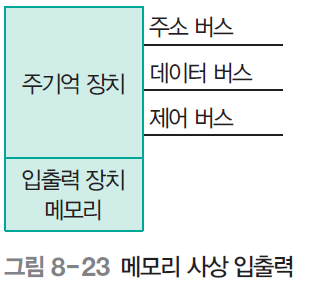 주소 버스
주기억 장치
데이터 버스
제어 버스
입출력 장치
메모리
그림 8-23 메모리 사상 입출력